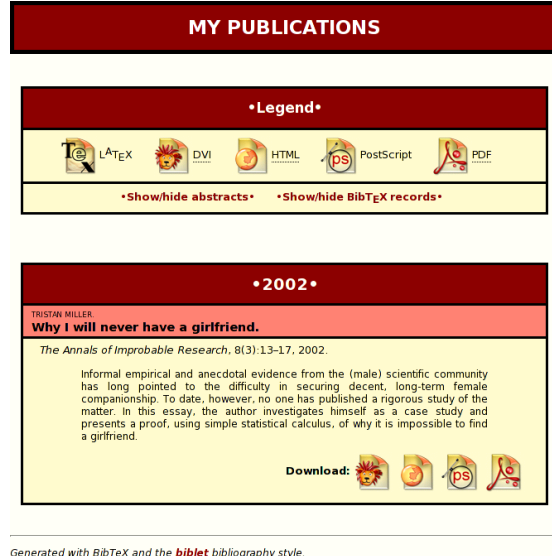 MY PUBLICATIONS
•Legend•
TEX LATEX DVI HTML ps PostScript PDF
•Show/hide abstracts• •Show/hide BibTEX records•
•2002•
TRISTAN MILLER.
Why I will never have a girlfriend.
The Annals of Improbable Research, 8(3):13–17, 2002.
Informal empirical and anecdotal evidence from the (male) scientific community
has long pointed to the difficulty in securing decent, long-term female
companionship. To date, however, no one has published a rigorous study of the
matter. In this essay, the author investigates himself as a case study and
presents a proof, using simple statistical calculus, of why it is impossible to find
a girlfriend.
Download: ps
Generated with BibTeX and the biblet bibliography style.